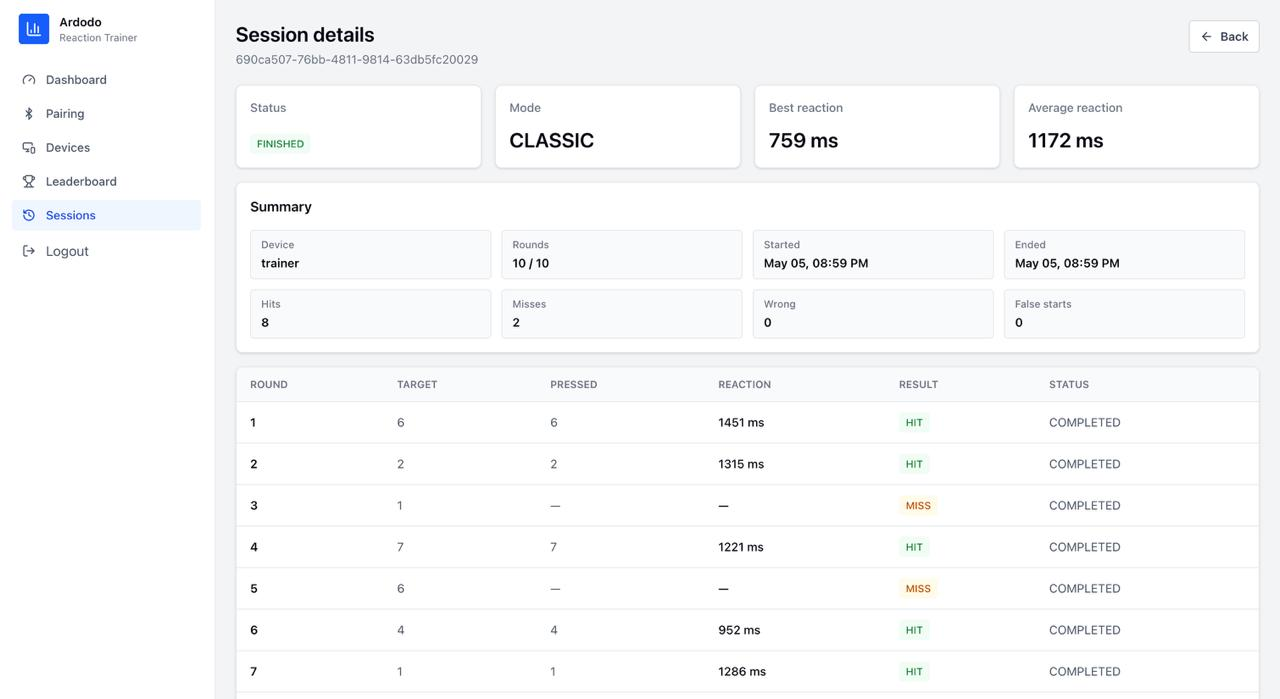 Ardodo
Reaction Trainer
Dashboard
Pairing
Devices
Leaderboard
Sessions
Logout
Session details
690ca507-76bb-4811-9814-63db5fc20029
Back
Status
FINISHED
Mode
CLASSIC
Best reaction
759 ms
Average reaction
1172 ms
Summary
Device
trainer
Rounds
10 / 10
Started
May 05, 08:59 PM
Ended
May 05, 08:59 PM
Hits
8
Misses
2
Wrong
0
False starts
0
ROUND TARGET PRESSED REACTION RESULT STATUS
1 6 6 1451 ms HIT COMPLETED
2 2 2 1315 ms HIT COMPLETED
3 1 — — MISS COMPLETED
4 7 7 1221 ms HIT COMPLETED
5 6 — — MISS COMPLETED
6 4 4 952 ms HIT COMPLETED
7 1 1 1286 ms HIT COMPLETED